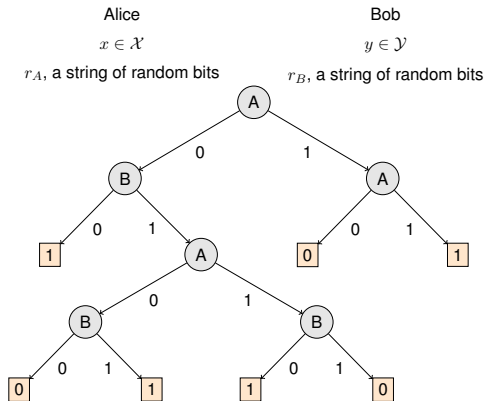 Alice Bob
x ∈ 𝒳 y ∈ 𝒴
r_A, a string of random bits r_B, a string of random bits
A
0 1
B A
0 1 0 1
1 A 0 1
0 1
B B
0 1 0 1
0 1 1 0